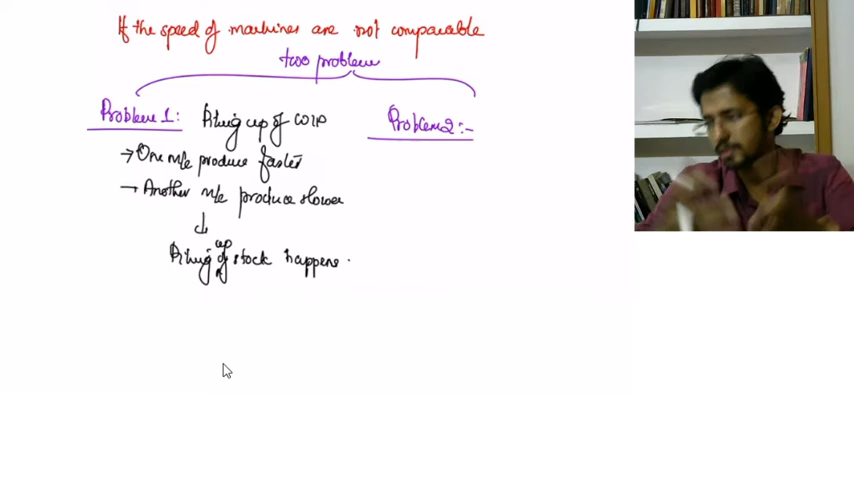 If the speed of machines are not comparable
two problem
Problem 1: Piling up of WIP
→ One m/c produce faster
→ Another m/c produce slower
↓
Piling up of stock happens.
Problem 2:-